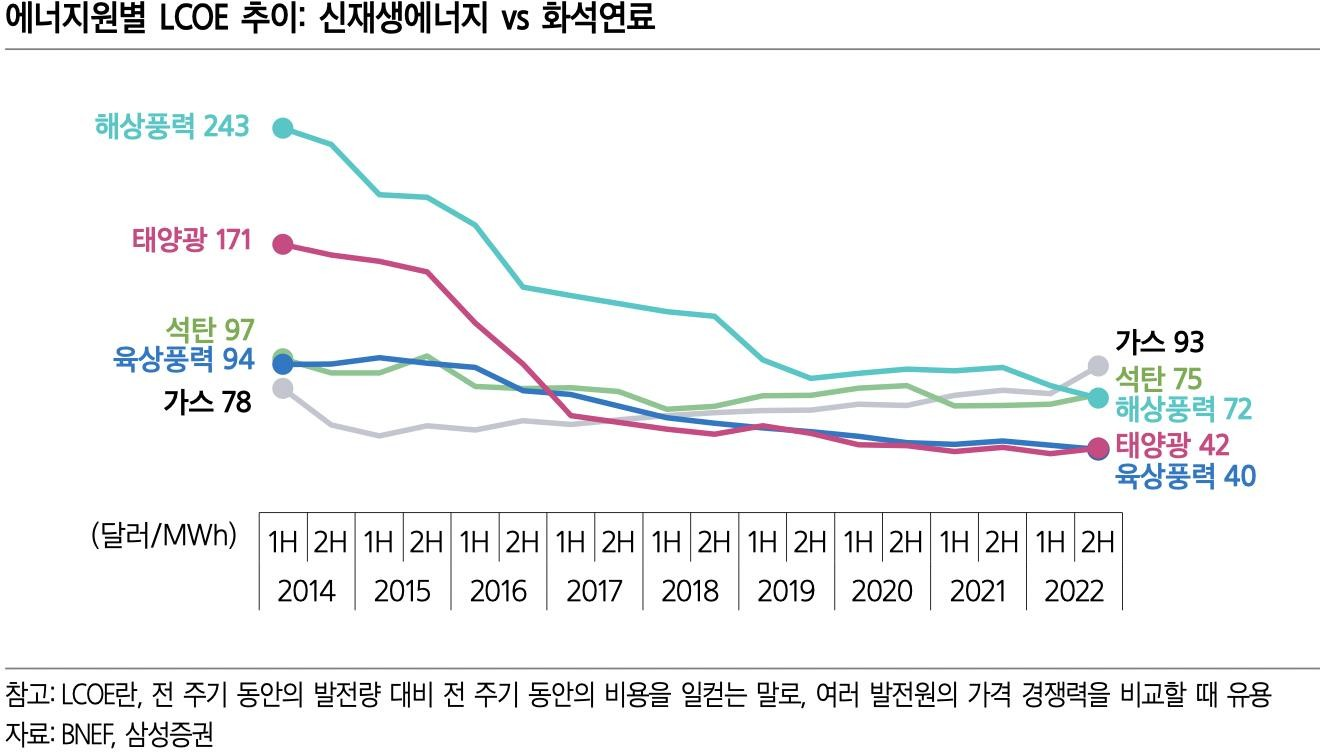 에너지원별 LCOE 추이: 신재생에너지 vs 화석연료
해상풍력 243
태양광 171
석탄 97
육상풍력 94
가스 78
가스 93
석탄 75
해상풍력 72
태양광 42
육상풍력 40
(달러/MWh)
1H 2H 1H 2H 1H 2H 1H 2H 1H 2H 1H 2H 1H 2H 1H 2H 1H 2H
2014 2015 2016 2017 2018 2019 2020 2021 2022
참고: LCOE란, 전 주기 동안의 발전량 대비 전 주기 동안의 비용을 일컫는 말로, 여러 발전원의 가격 경쟁력을 비교할 때 유용
자료: BNEF, 삼성증권